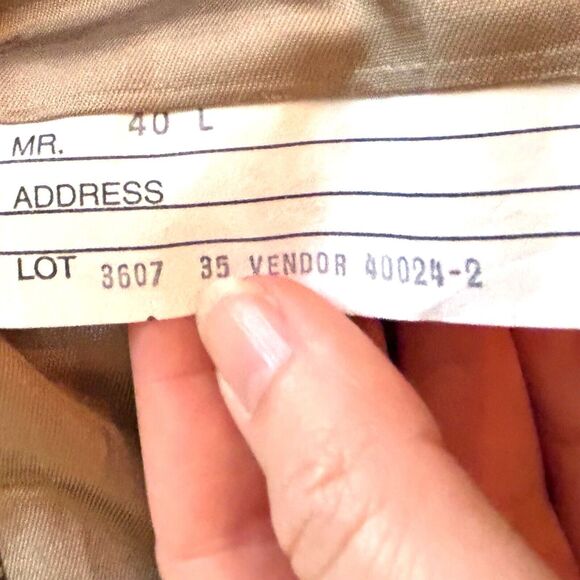 MR. 40 L
ADDRESS
LOT 3607 35 VENDOR 40024-2